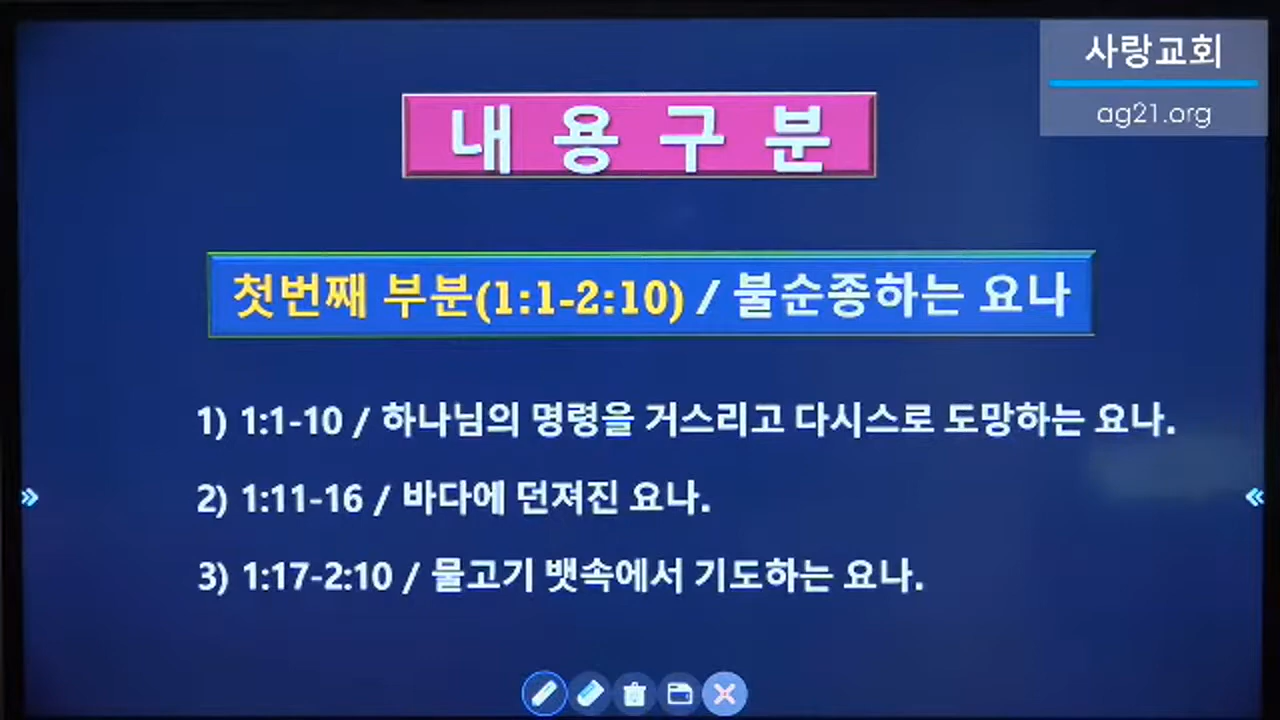 사랑교회
ag21.org
내 용 구 분
첫번째 부분(1:1-2:10) / 불순종하는 요나
1) 1:1-10 / 하나님의 명령을 거스리고 다시스로 도망하는 요나.
2) 1:11-16 / 바다에 던져진 요나.
3) 1:17-2:10 / 물고기 뱃속에서 기도하는 요나.